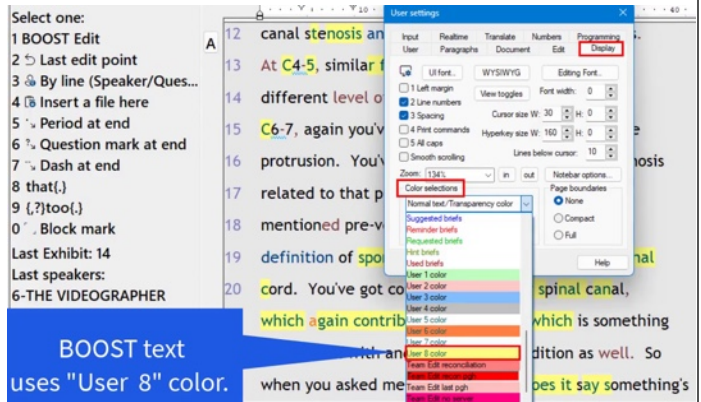 Select one:
1 BOOST Edit
2 Last edit point
3 By line (Speaker/Ques...
4 Insert a file here
5 Period at end
6 Question mark at end
7 Dash at end
8 that{.}
9 {,?}too{.}
0 Block mark
Last Exhibit: 14
Last speakers:
6-THE VIDEOGRAPHER
A
12 canal stenosis an
13 At C4-5, similar f
14 different level o
15 C6-7, again you'v
16 protrusion. You'v
17 related to that p
18 mentioned pre-v
19 definition of spo
20 cord. You've got co spinal canal,
which again contrib which is something
with an dition as well. So
when you asked me oes it say something's
User settings
Input Realtime Translate Numbers Programming
User Paragraphs Document Edit Display
UI font.. WYSIWYG Editing Font...
1 Left margin
View toggles
Font width: 0
2 Line numbers
3 Spacing
Cursor size W: 30 H: 0
4 Print commands
Hyperkey size W: 160 H: 0
5 All caps
Smooth scrolling
Lines below cursor: 10
Zoom: 134% in out Notebar options...
Color selections
Page boundaries
Normal text/Transparency color
None
Compact
Full
Help
Suggested briefs
Reminder briefs
Requested briefs
Hint briefs
Used briefs
User 1 color
User 2 color
User 3 color
User 4 color
User 5 color
User 6 color
User 7 color
User 8 color
Team Edit reconciliation
Team Edit recon pgh
Team Edit last pgh
Team Edit no server
BOOST text
uses "User 8" color.